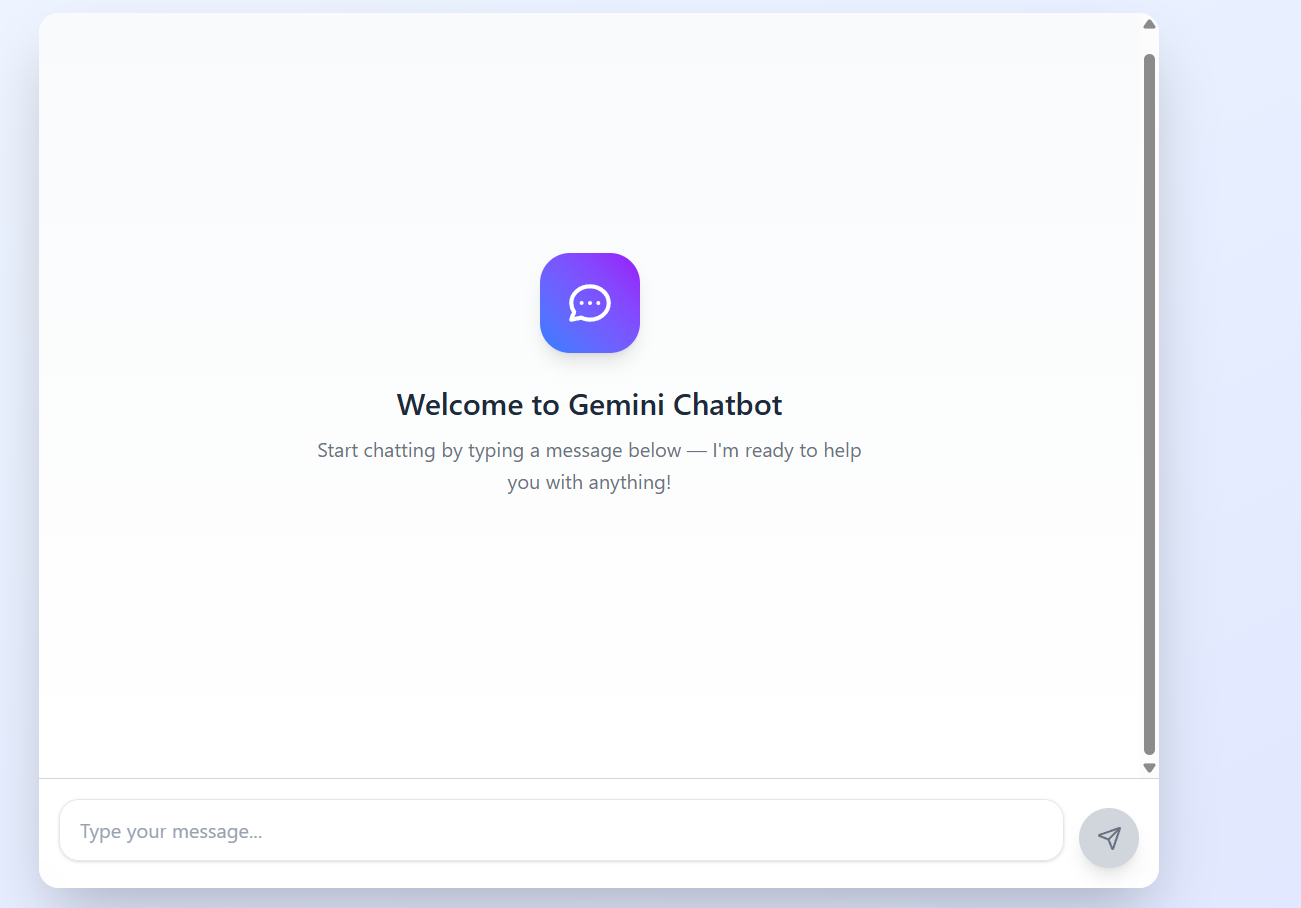 Welcome to Gemini Chatbot
Start chatting by typing a message below — I'm ready to help
you with anything!
Type your message...